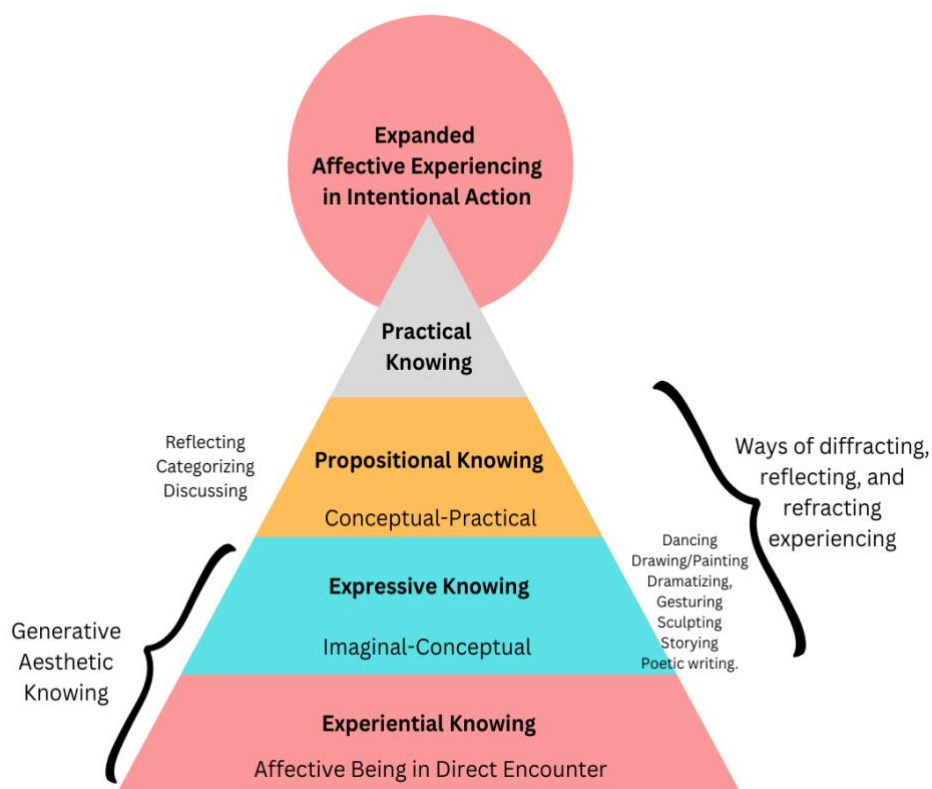 Expanded
Affective Experiencing
in Intentional Action
Practical
Knowing
Reflecting
Categorizing
Discussing
Propositional Knowing
Conceptual-Practical
Ways of diffracting,
reflecting, and
refracting
experiencing
Generative
Aesthetic
Knowing
Expressive Knowing
Imaginal-Conceptual
Dancing
Drawing/Painting
Dramatizing,
Gesturing
Sculpting
Storying
Poetic writing.
Experiential Knowing
Affective Being in Direct Encounter